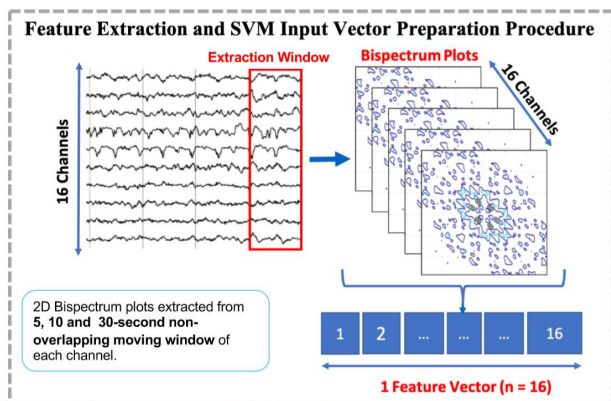 Feature Extraction and SVM Input Vector Preparation Procedure
Extraction Window
Bispectrum Plots
16 Channels
16 Channels
2D Bispectrum plots extracted from
5, 10 and 30-second non-
overlapping moving window of
each channel.
1 2 ... ... ... 16
1 Feature Vector (n = 16)